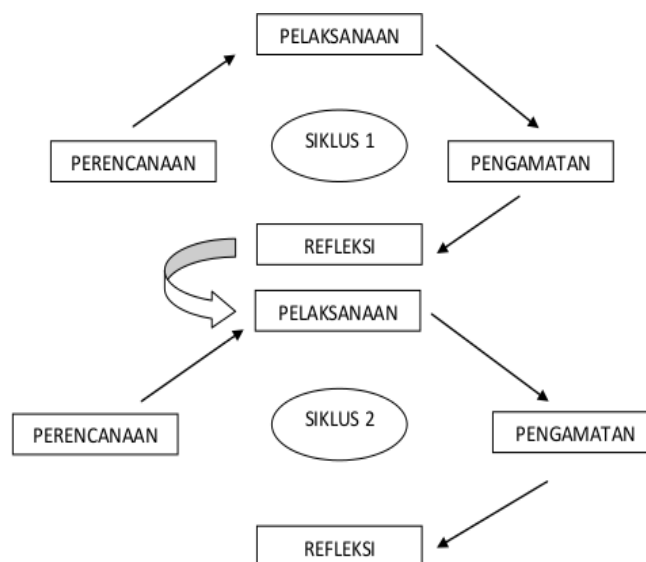 PELAKSANAAN
SIKLUS 1
PERENCANAAN
PENGAMATAN
REFLEKSI
PELAKSANAAN
SIKLUS 2
PERENCANAAN
PENGAMATAN
REFLEKSI